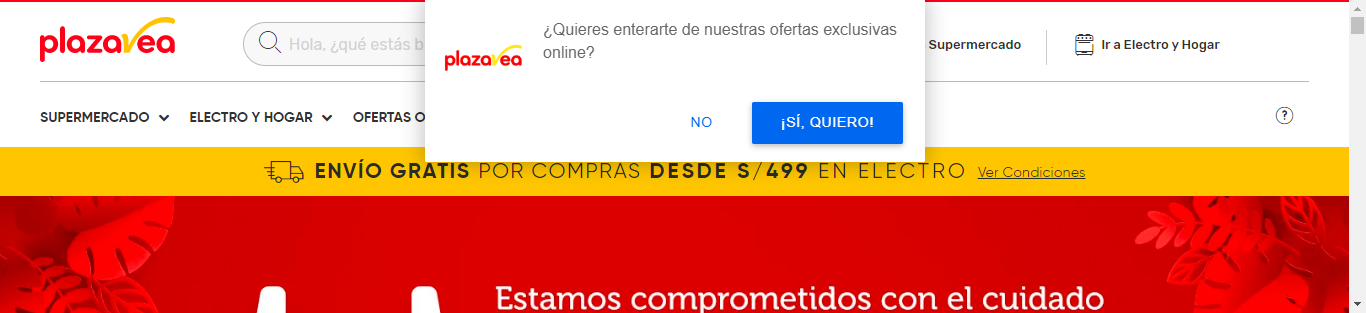 plazavea
Hola, ¿qué estás b
plazavea
¿Quieres enterarte de nuestras ofertas exclusivas
online?
NO
¡SÍ, QUIERO!
Supermercado
Ir a Electro y Hogar
SUPERMERCADO
ELECTRO Y HOGAR
OFERTAS O
?
ENVÍO GRATIS POR COMPRAS DESDE S/499 EN ELECTRO Ver Condiciones
Estamos comprometidos con el cuidado